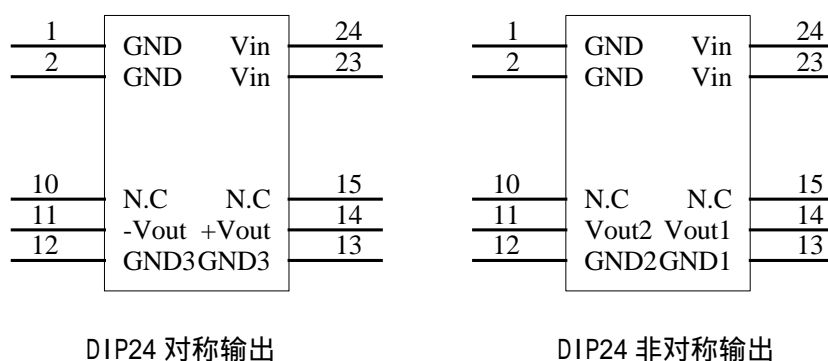 1 GND Vin 24
2 GND Vin 23
10 N.C N.C 15
11 -Vout +Vout 14
12 GND3 GND3 13
DIP24 对称输出
1 GND Vin 24
2 GND Vin 23
10 N.C N.C 15
11 Vout2 Vout1 14
12 GND2 GND1 13
DIP24 非对称输出